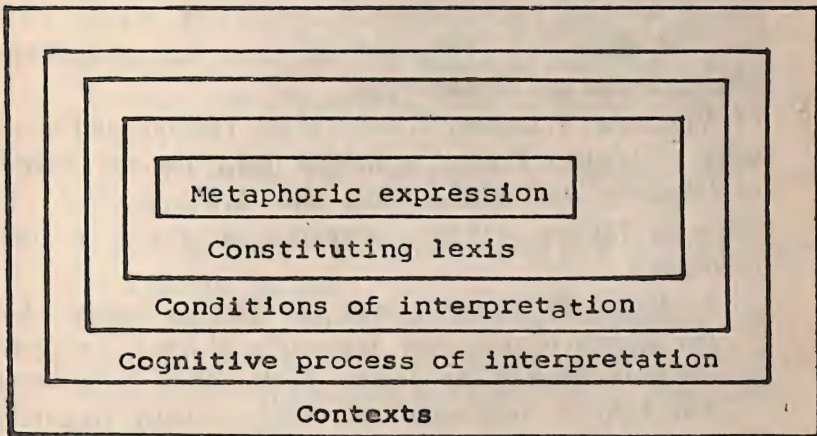 Metaphoric expression
Constituting lexis
Conditions of interpretation
Cognitive process of interpretation
Contexts